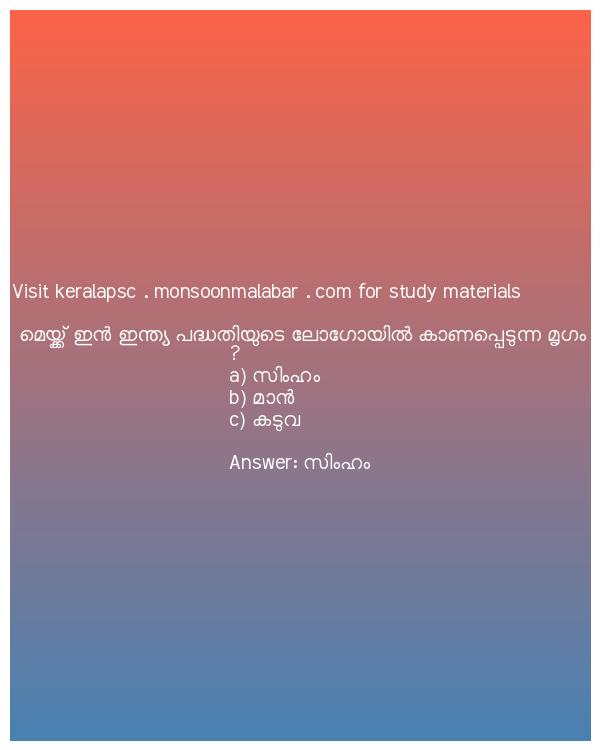 Visit keralapsc . monsoonmalabar . com for study materials
മെയ്ക്ക് ഇൻ ഇന്ത്യ പദ്ധതിയുടെ ലോഗോയിൽ കാണപ്പെടുന്ന മൃഗം
?
a) സിംഹം
b) മാൻ
c) കടുവ
Answer: സിംഹം